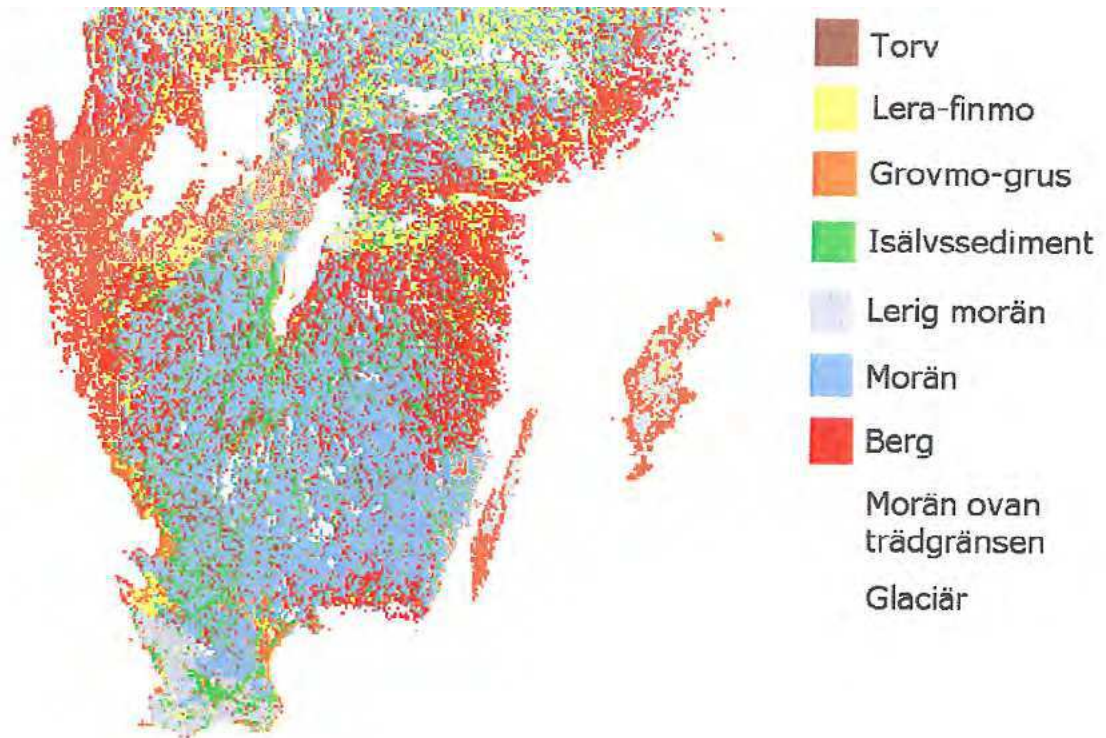 Torv
Lera-finmo
Grovmo-grus
Isälvssediment
Lerig morän
Morän
Berg
Morän ovan
trädgränsen
Glaciär